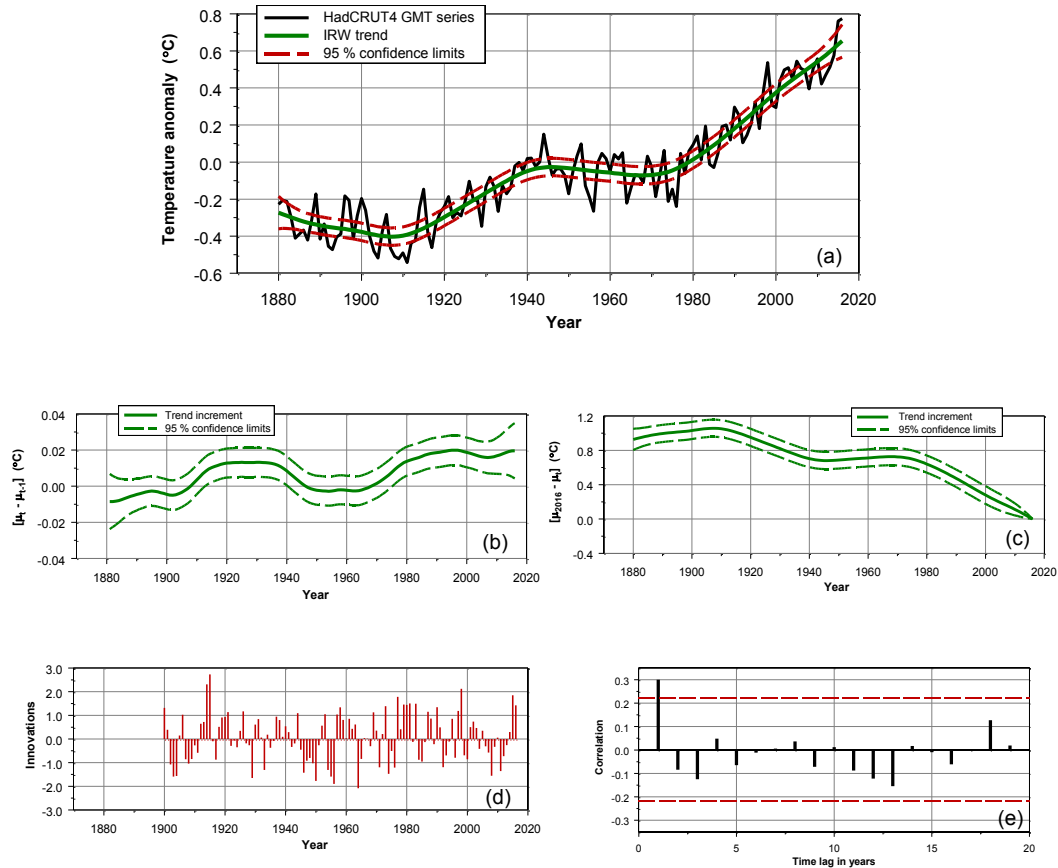 HadCRUT4 GMT series
IRW trend
95 % confidence limits
Temperature anomaly (°C)
0.8
0.6
0.4
0.2
0.0
-0.2
-0.4
-0.6
(a)
1880 1900 1920 1940 1960 1980 2000 2020
Year
Trend increment
95 % confidence limits
[μt - μt-1] (°C)
0.04
0.02
0.00
-0.02
-0.04
(b)
1880 1900 1920 1940 1960 1980 2000 2020
Year
Trend increment
95% confidence limits
[μ2016 - μt] (°C)
1.2
0.8
0.4
0.0
-0.4
(c)
1880 1900 1920 1940 1960 1980 2000 2020
Year
Innovations
3.0
2.0
1.0
0.0
-1.0
-2.0
-3.0
(d)
1880 1900 1920 1940 1960 1980 2000 2020
Year
Correlation
0.3
0.2
0.1
0.0
-0.1
-0.2
-0.3
(e)
0 5 10 15 20
Time lag in years